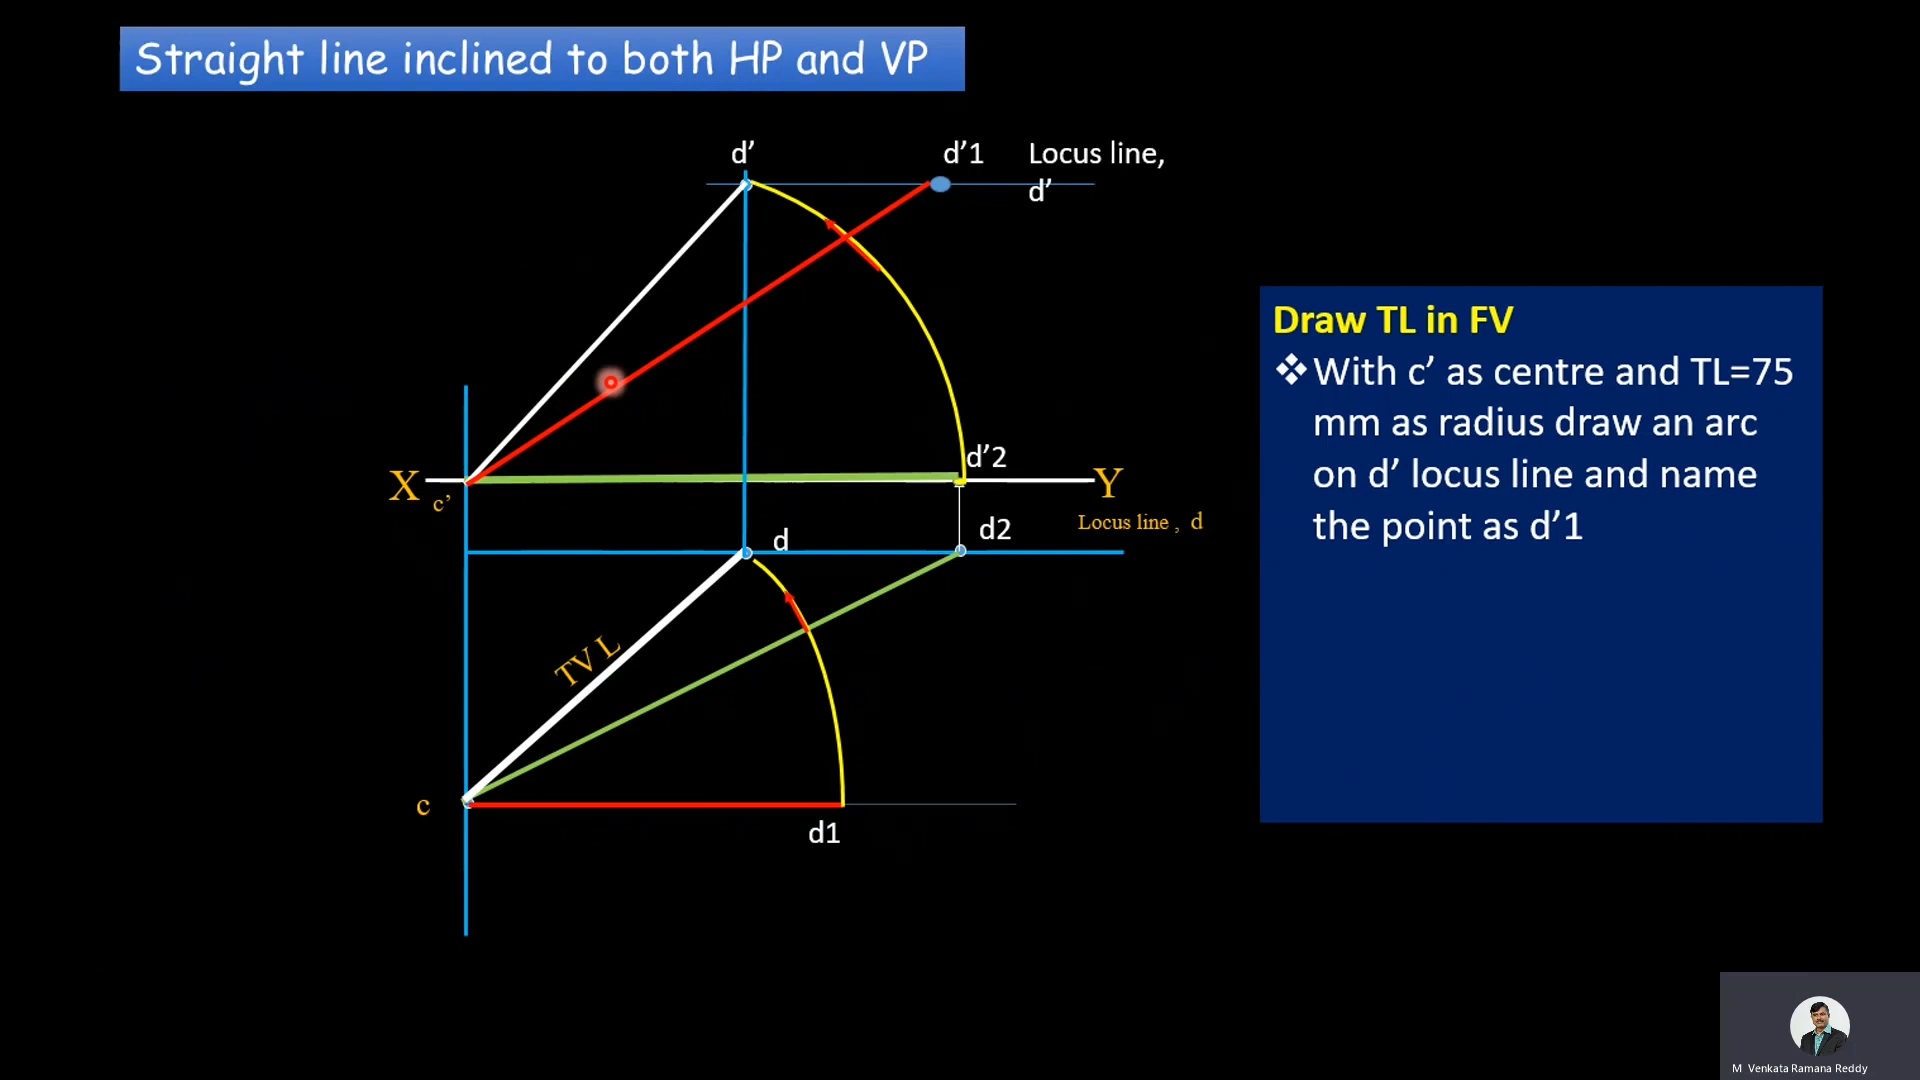 Straight line inclined to both HP and VP
d’
d’1
Locus line,
d’
Draw TL in FV
❖With c’ as centre and TL=75
mm as radius draw an arc
on d’ locus line and name
the point as d’1
d’2
X
c’
Y
Locus line , d
d
d2
TV L
c
d1
M Venkata Ramana Reddy